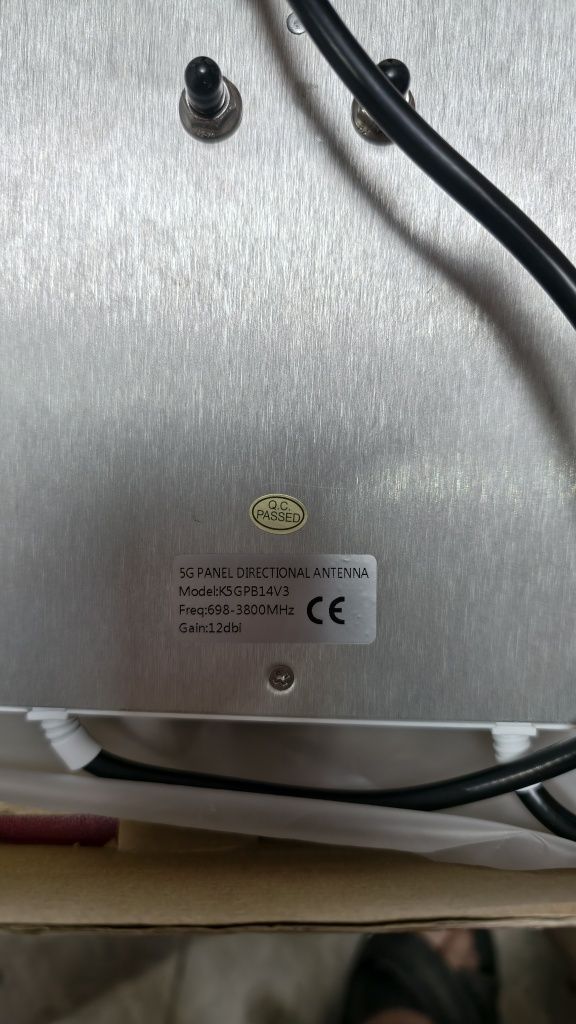 Q.C.
PASSED
5G PANEL DIRECTIONAL ANTENNA
Model:K5GPB14V3
Freq:698-3800MHz
Gain:12dbi
CE